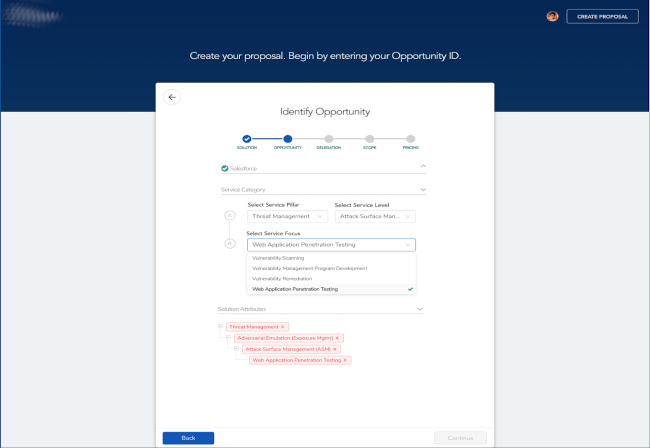 CREATE PROPOSAL
Create your proposal. Begin by entering your Opportunity ID.
Identify Opportunity
SOLUTION OPPORTUNITY DELEGATION SCOPE PRICING
Salesforce
Service Category
Select Service Pillar Select Service Level
A Threat Management Attack Surface Man...
Select Service Focus
B Web Application Penetration Testing
Vulnerability Scanning
Vulnerability Management Program Development
Vulnerability Remediation
Web Application Penetration Testing
Solution Attributes
Threat Management ×
Adversarial Emulation (Exposure Mgmt) ×
Attack Surface Management (ASM) ×
Web Application Penetration Testing ×
Back Continue